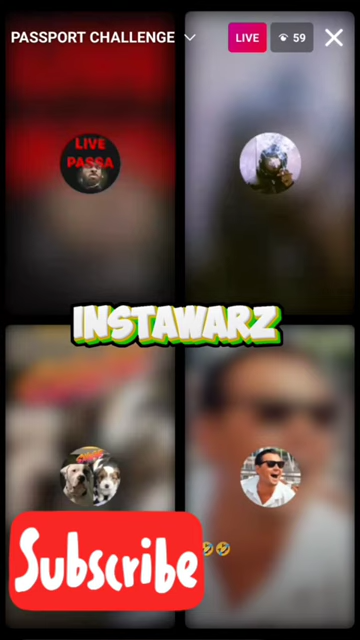 PASSPORT CHALLENGE
LIVE
59
LIVE
PASSA
INSTAWARZ
Subscribe
🤣🤣